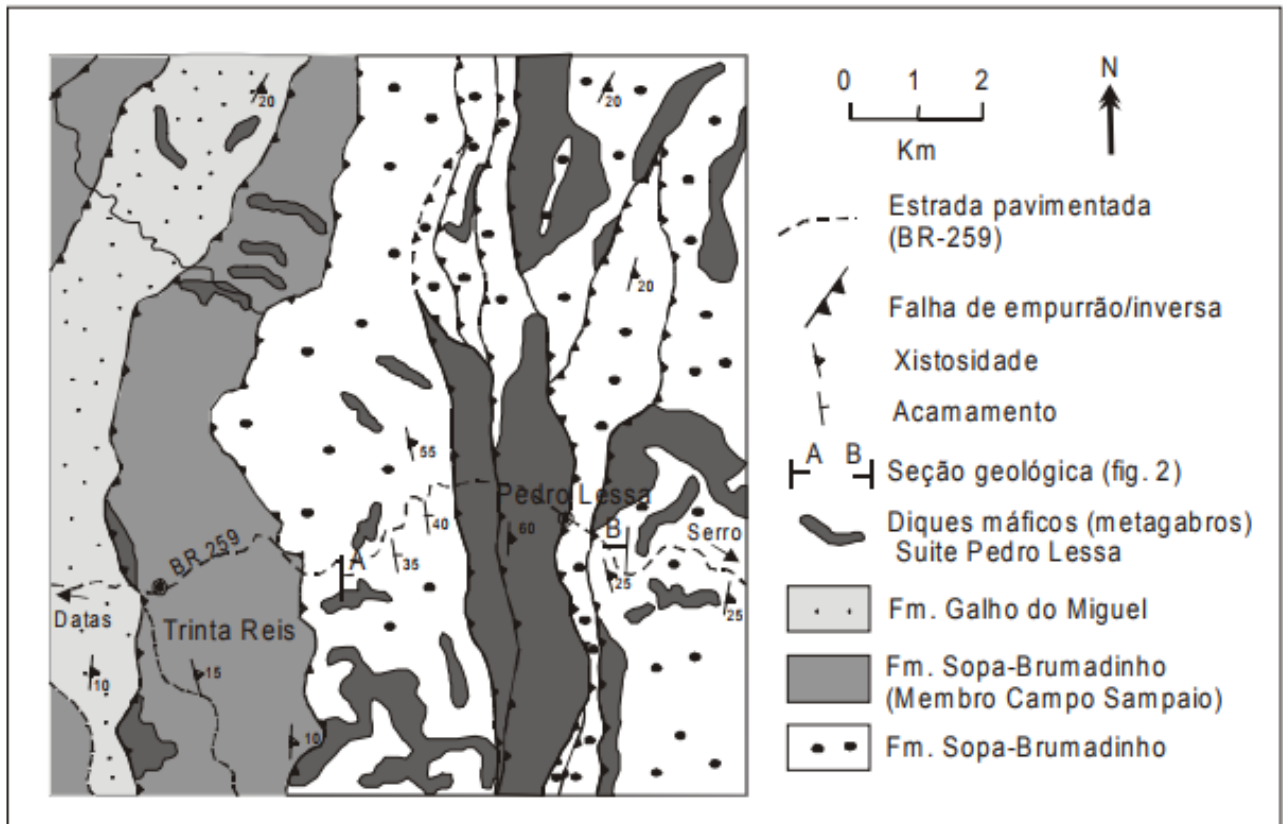 20
20
20
55
40
35
Pedro Lessa
60
B
Serro
25
25
A
BR 259
Datas
Trinta Reis
10
15
10
0 1 2
Km
N
Estrada pavimentada
(BR-259)
Falha de empurrão/inversa
Xistosidade
Acamamento
A B
Seção geológica (fig. 2)
Diques máficos (metagabros)
Suite Pedro Lessa
Fm. Galho do Miguel
Fm. Sopa-Brumadinho
(Membro Campo Sampaio)
Fm. Sopa-Brumadinho